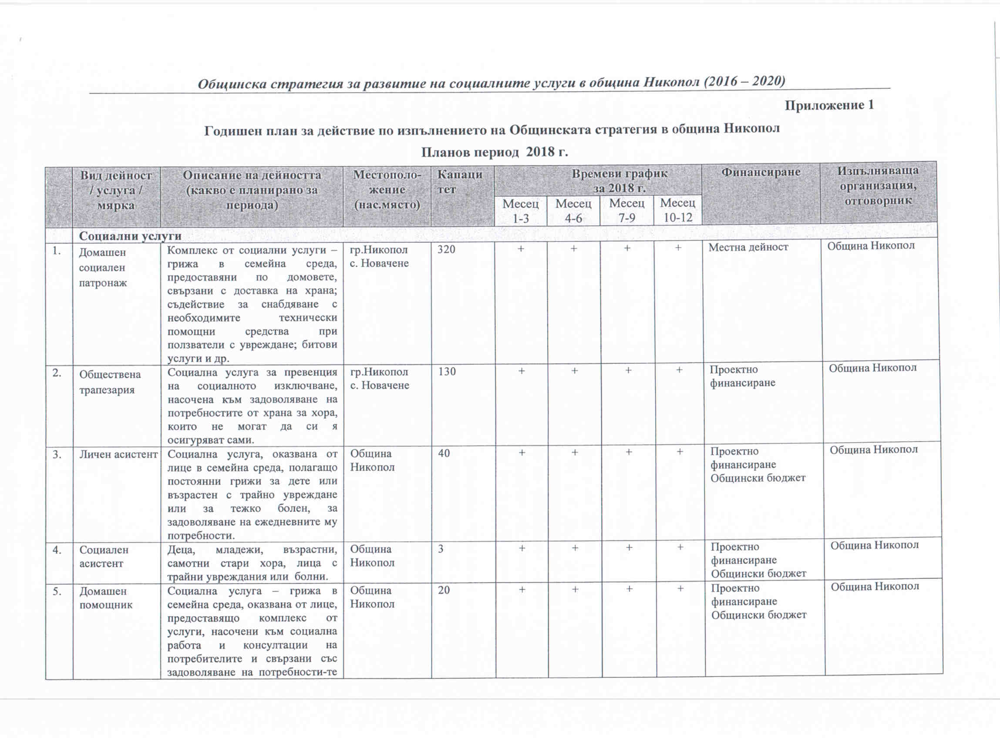 Общинска стратегия за развитие на социалните услуги в община Никопол (2016 – 2020)
Приложение 1
Годишен план за действие по изпълнението на Общинската стратегия в община Никопол
Планов период 2018 г.
Вид дейност
/ услуга /
мярка
Описание на дейността
(какво е планирано за
периода)
Местополо-
жение
(нас.място)
Капаци
тет
Времеви график
за 2018 г.
Месец
1-3
Месец
4-6
Месец
7-9
Месец
10-12
Финансиране
Изпълняваща
организация,
отговорник
Социални услуги
1.
Домашен
социален
патронаж
Комплекс от социални услуги –
грижа в семейна среда,
предоставяни по домовете,
свързани с доставка на храна;
съдействие за снабдяване с
необходимите технически
помощни средства при
ползватели с увреждане; битови
услуги и др.
гр.Никопол
с. Новачене
320
+ + + +
Местна дейност
Община Никопол
2.
Обществена
трапезария
Социална услуга за превенция
на социалното изключване,
насочена към задоволяване на
потребностите от храна за хора,
които не могат да си я
осигуряват сами.
гр.Никопол
с. Новачене
130
+ + + +
Проектно
финансиране
Община Никопол
3.
Личен асистент
Социална услуга, оказвана от
лице в семейна среда, полагащо
постоянни грижи за дете или
възрастен с трайно увреждане
или за тежко болен, за
задоволяване на ежедневните му
потребности.
Община
Никопол
40
+ + + +
Проектно
финансиране
Общински бюджет
Община Никопол
4.
Социален
асистент
Деца, младежи, възрастни,
самотни стари хора, лица с
трайни увреждания или болни.
Община
Никопол
3
+ + + +
Проектно
финансиране
Общински бюджет
Община Никопол
5.
Домашен
помощник
Социална услуга – грижа в
семейна среда, оказвана от лице,
предоставящо комплекс от
услуги, насочени към социална
работа и консултации на
потребителите и свързани със
задоволяване на потребности-те
Община
Никопол
20
+ + + +
Проектно
финансиране
Общински бюджет
Община Никопол